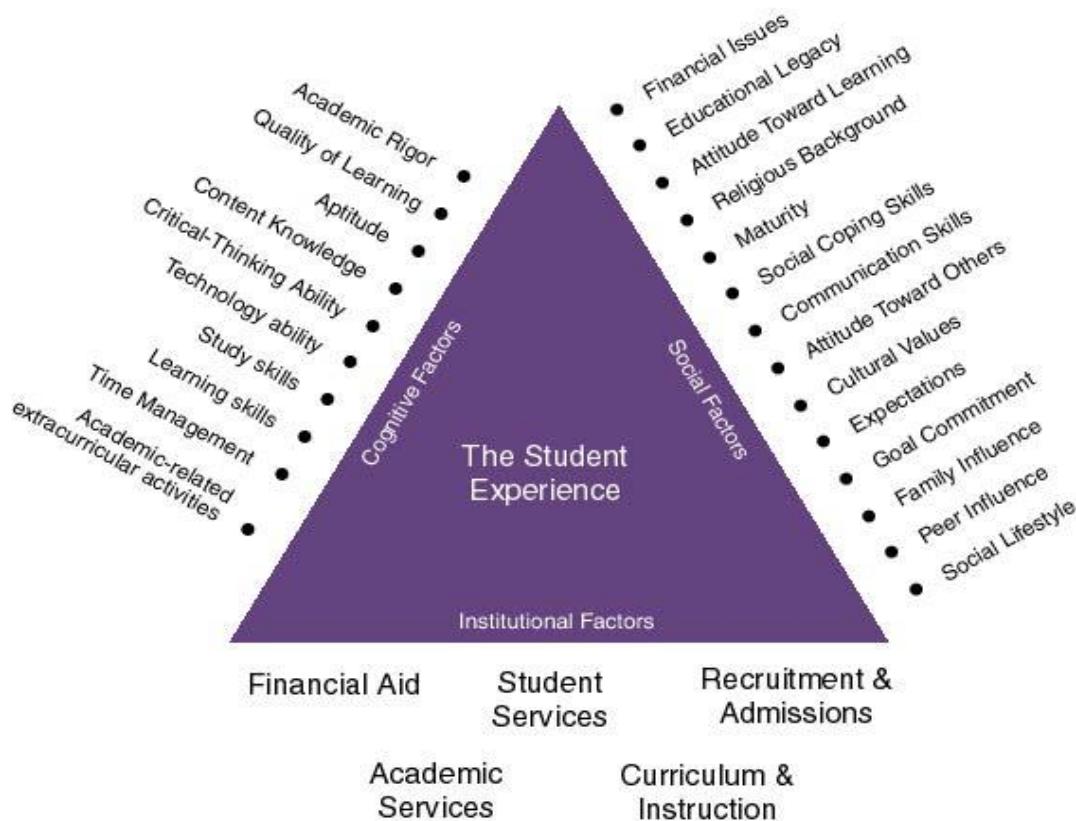 Academic Rigor
Quality of Learning
Aptitude
Content Knowledge
Critical-Thinking Ability
Technology ability
Study skills
Learning skills
Time Management
Academic-related
extracurricular activities
Cognitive Factors
Financial Issues
Educational Legacy
Attitude Toward Learning
Religious Background
Maturity
Social Coping Skills
Communication Skills
Attitude Toward Others
Cultural Values
Expectations
Goal Commitment
Family Influence
Peer Influence
Social Lifestyle
Social Factors
The Student
Experience
Institutional Factors
Financial Aid
Student
Services
Recruitment &
Admissions
Academic
Services
Curriculum &
Instruction